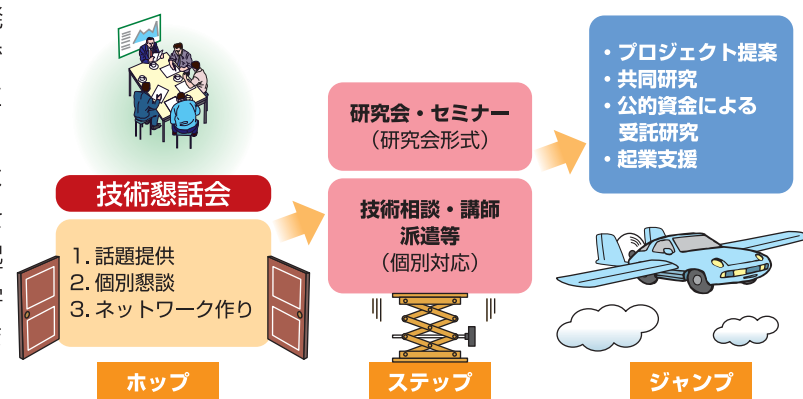 技術懇話会
1. 話題提供
2. 個別懇談
3. ネットワーク作り
ホップ
研究会・セミナー
（研究会形式）
技術相談・講師
派遣等
（個別対応）
ステップ
・プロジェクト提案
・共同研究
・公的資金による
受託研究
・起業支援
ジャンプ